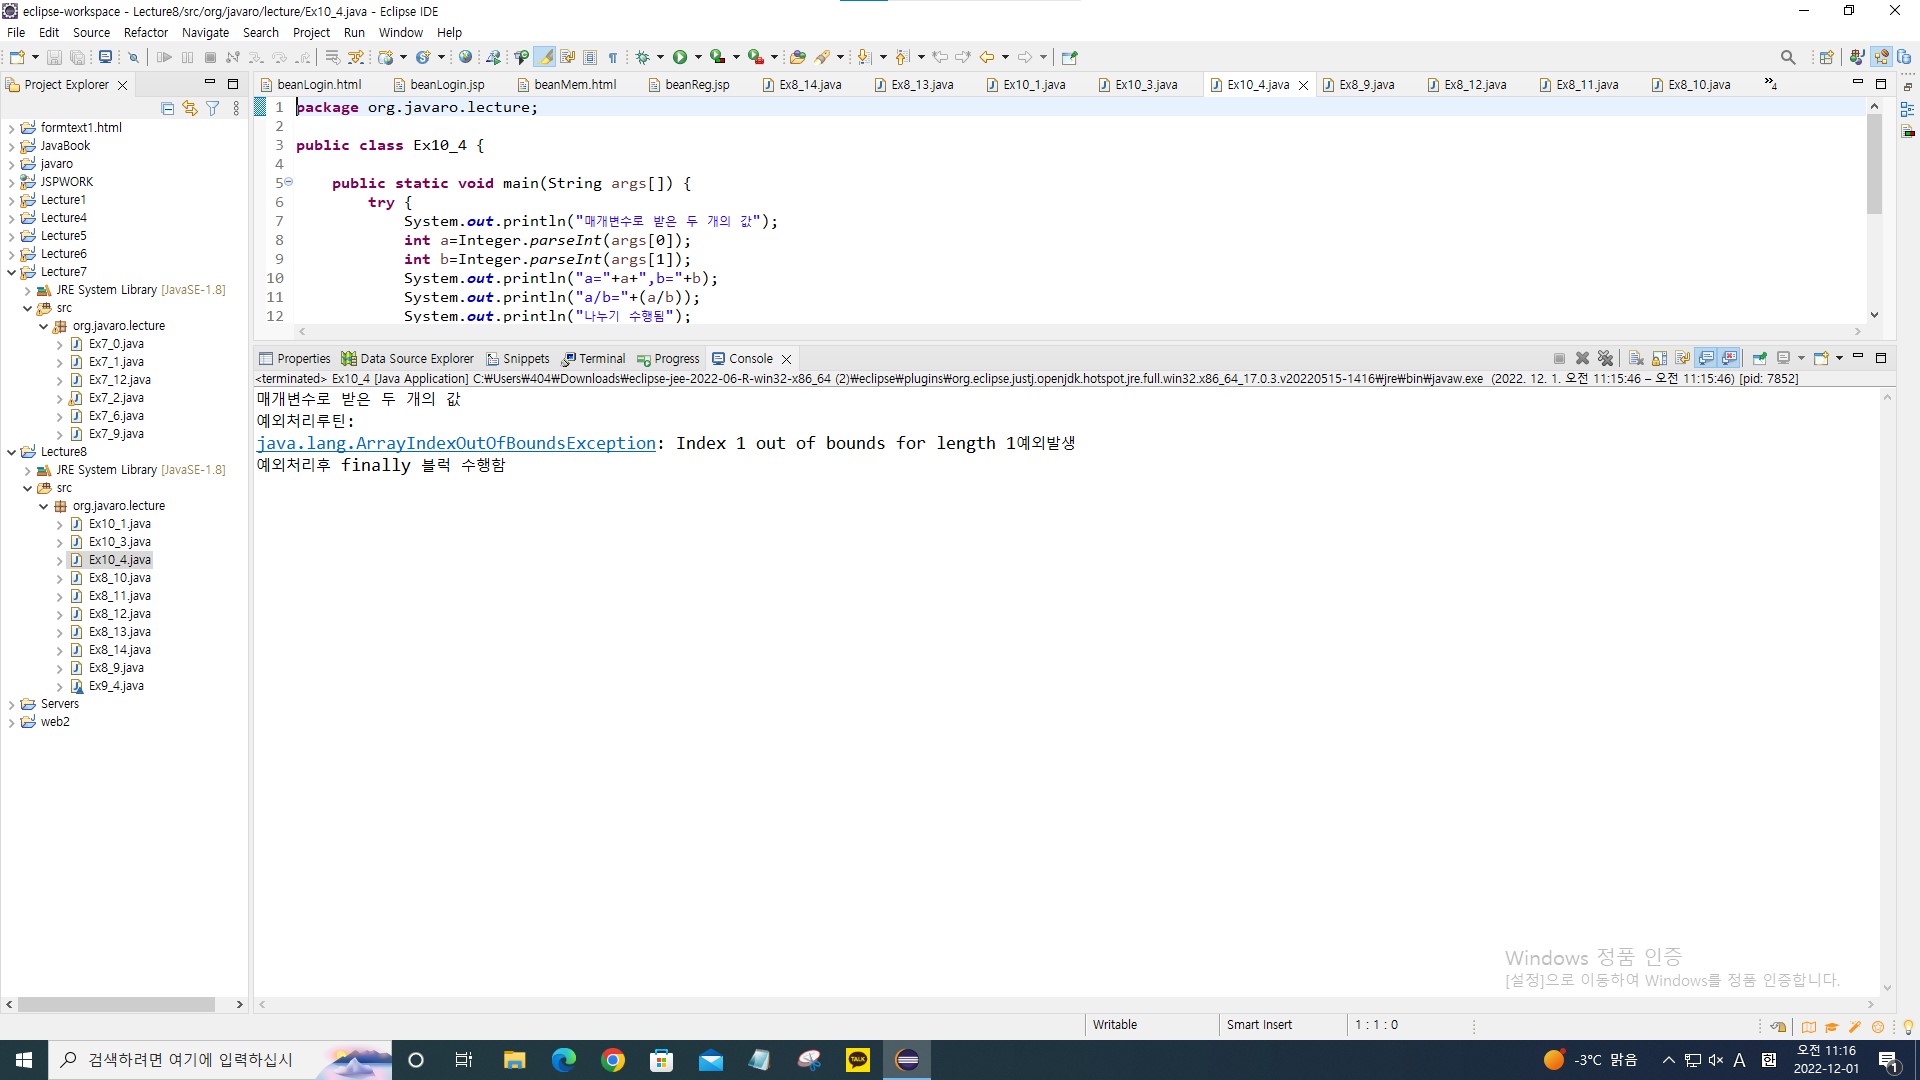 eclipse-workspace - Lecture8/src/org/javaro/lecture/Ex10_4.java - Eclipse IDE
File Edit Source Refactor Navigate Search Project Run Window Help
Project Explorer
formtext1.html
JavaBook
javaro
JSPWORK
Lecture1
Lecture4
Lecture5
Lecture6
Lecture7
JRE System Library [JavaSE-1.8]
src
org.javaro.lecture
Ex7_0.java
Ex7_1.java
Ex7_12.java
Ex7_2.java
Ex7_6.java
Ex7_9.java
Lecture8
JRE System Library [JavaSE-1.8]
src
org.javaro.lecture
Ex10_1.java
Ex10_3.java
Ex10_4.java
Ex8_10.java
Ex8_11.java
Ex8_12.java
Ex8_13.java
Ex8_14.java
Ex8_9.java
Ex9_4.java
Servers
web2
beanLogin.html beanLogin.jsp beanMem.html beanReg.jsp Ex8_14.java Ex8_13.java Ex10_1.java Ex10_3.java Ex10_4.java Ex8_9.java Ex8_12.java Ex8_11.java Ex8_10.java »4
1 package org.javaro.lecture;
2
3 public class Ex10_4 {
4
5 public static void main(String args[]) {
6 try {
7 System.out.println("매개변수로 받은 두 개의 값");
8 int a=Integer.parseInt(args[0]);
9 int b=Integer.parseInt(args[1]);
10 System.out.println("a="+a+",b="+b);
11 System.out.println("a/b="+(a/b));
12 System.out.println("나누기 수행됨");
Properties Data Source Explorer Snippets Terminal Progress Console
<terminated> Ex10_4 [Java Application] C:₩Users₩404₩Downloads₩eclipse-jee-2022-06-R-win32-x86_64 (2)₩eclipse₩plugins₩org.eclipse.justj.openjdk.hotspot.jre.full.win32.x86_64_17.0.3.v20220515-1416₩jre₩bin₩javaw.exe (2022. 12. 1. 오전 11:15:46 – 오전 11:15:46) [pid: 7852]
매개변수로 받은 두 개의 값
예외처리루틴:
java.lang.ArrayIndexOutOfBoundsException: Index 1 out of bounds for length 1예외발생
예외처리후 finally 블럭 수행함
Windows 정품 인증
[설정]으로 이동하여 Windows를 정품 인증합니다.
Writable Smart Insert 1 : 1 : 0
검색하려면 여기에 입력하십시
TALK
-3°C 맑음
A 한
오전 11:16
2022-12-01
1